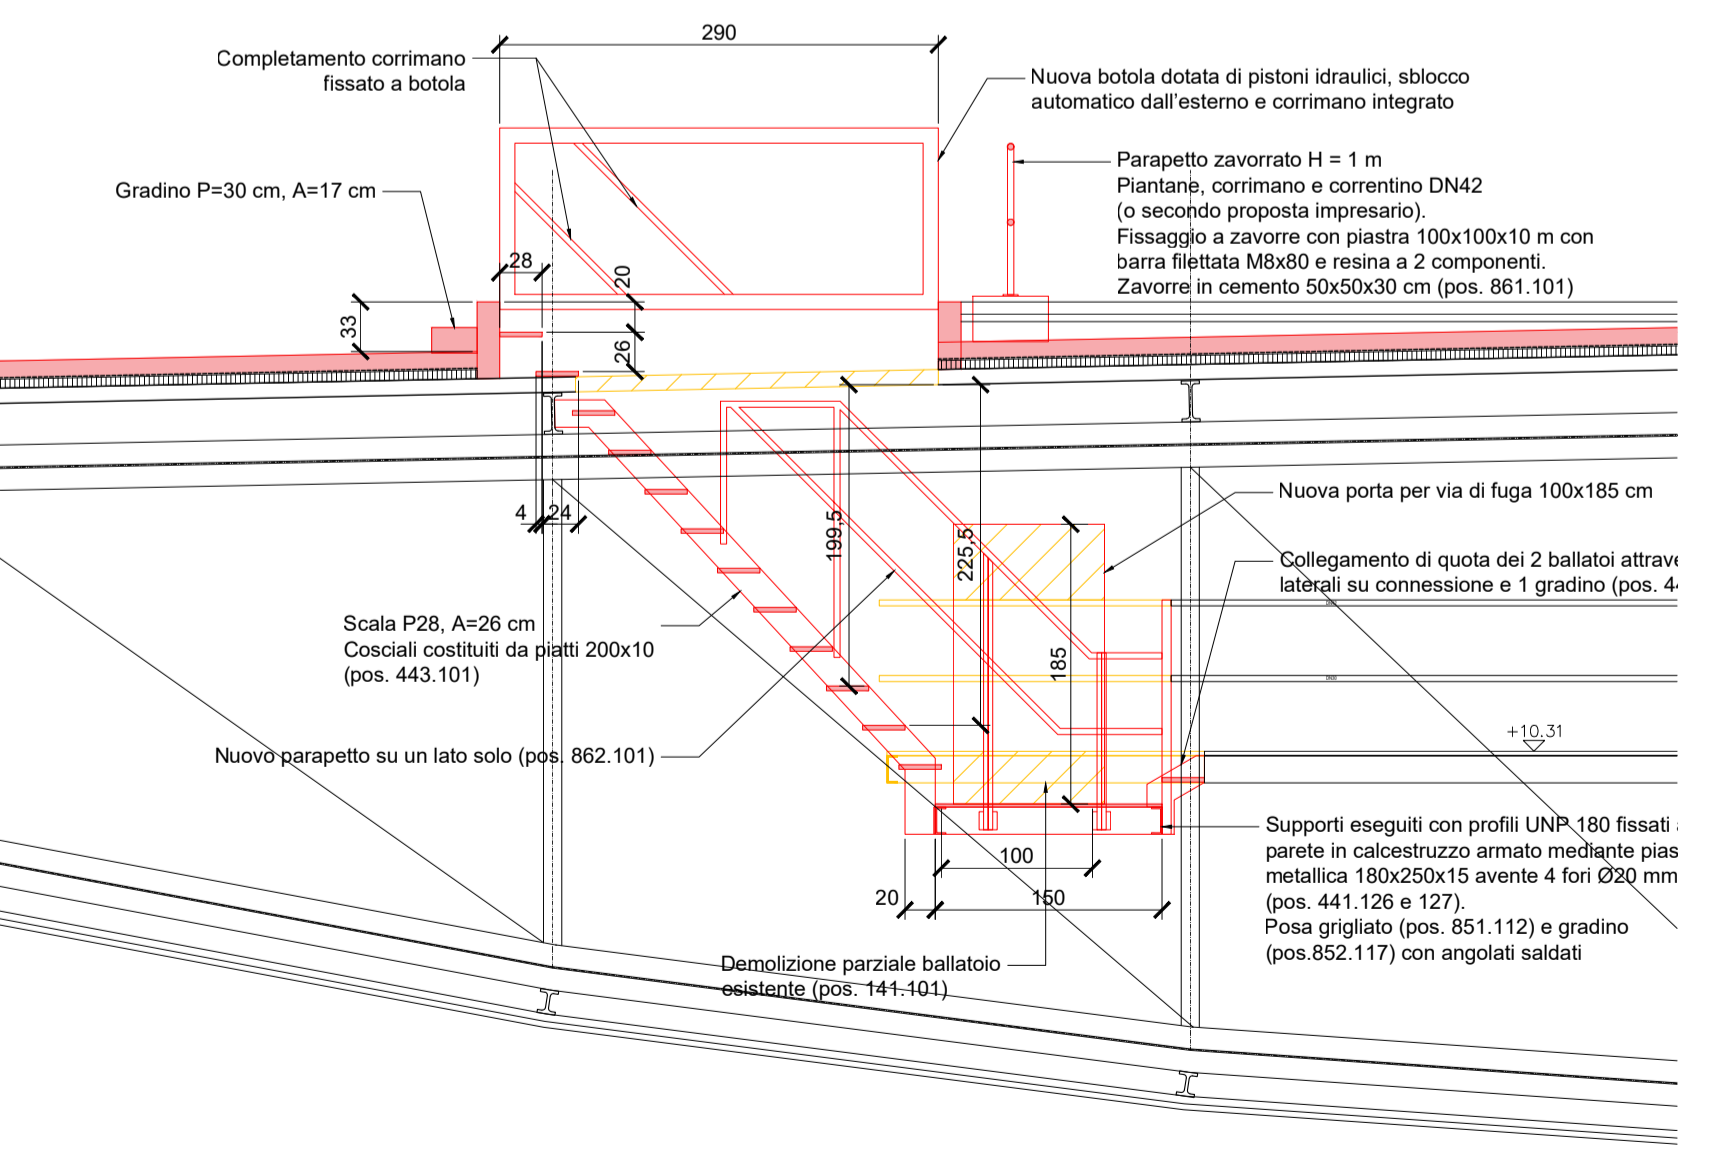 290
Completamento corrimano
fissato a botola
Nuova botola dotata di pistoni idraulici, sblocco
automatico dall'esterno e corrimano integrato
Gradino P=30 cm, A=17 cm
Parapetto zavorrato H = 1 m
Piantane, corrimano e correntino DN42
(o secondo proposta impresario).
Fissaggio a zavorre con piastra 100x100x10 m con
barra filettata M8x80 e resina a 2 componenti.
Zavorre in cemento 50x50x30 cm (pos. 861.101)
28
20
33
26
4
24
199,5
225,5
185
Nuova porta per via di fuga 100x185 cm
Collegamento di quota dei 2 ballatoi attrave
laterali su connessione e 1 gradino (pos. 44
Scala P28, A=26 cm
Cosciali costituiti da piatti 200x10
(pos. 443.101)
Nuovo parapetto su un lato solo (pos. 862.101)
+10.31
Supporti eseguiti con profili UNP 180 fissati
parete in calcestruzzo armato mediante pias
metallica 180x250x15 avente 4 fori Ø20 mm
(pos. 441.126 e 127).
Posa grigliato (pos. 851.112) e gradino
(pos.852.117) con angolati saldati
100
20
150
Demolizione parziale ballatoio
esistente (pos. 141.101)